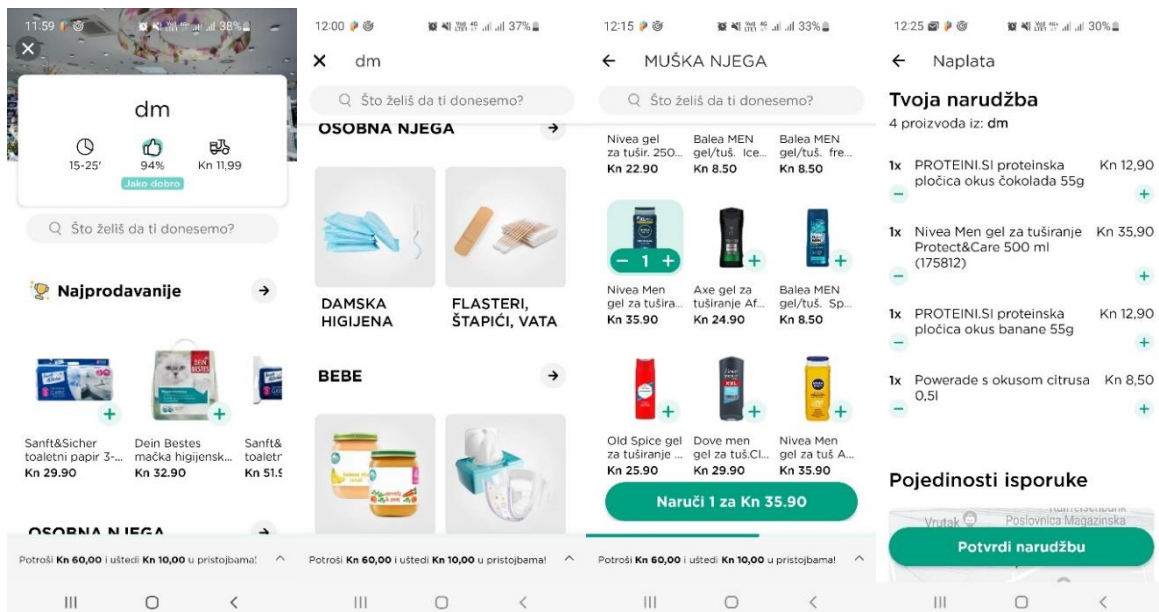 11:59
38%
dm
15-25'
94%
Kn 11,99
Jako dobro
Što želiš da ti donesemo?
Najprodavanije
DEIN BESTES
Sanft&Sicher
toaletni papir 3-...
Kn 29.90
Dein Bestes
mačka higijensk...
Kn 32.90
Sanft&
toaletr
Kn 51.9
OSOBNA NJEGA
Potroši Kn 60,00 i uštedi Kn 10,00 u pristojbama!
12:00
37%
dm
Što želiš da ti donesemo?
OSOBNA NJEGA
DAMSKA
HIGIJENA
FLASTERI,
ŠTAPIĆI, VATA
BEBE
Potroši Kn 60,00 i uštedi Kn 10,00 u pristojbama!
12:15
33%
MUŠKA NJEGA
Što želiš da ti donesemo?
Nivea gel
za tušir. 250...
Kn 22.90
Balea MEN
gel/tuš. Ice...
Kn 8.50
Balea MEN
gel/tuš. fre...
Kn 8.50
1
Nivea Men
gel za tušira...
Kn 35.90
Axe gel za
tuširanje Af...
Kn 24.90
Balea MEN
gel/tuš. Sp...
Kn 8.50
Old Spice gel
za tuširanje ...
Kn 25.90
Dove men
gel za tuš.Cl...
Kn 29.90
Nivea Men
gel za tuš A...
Kn 35.90
Naruči 1 za Kn 35.90
Potroši Kn 60,00 i uštedi Kn 10,00 u pristojbama!
12:25
30%
Naplata
Tvoja narudžba
4 proizvoda iz: dm
1x PROTEINI.SI proteinska Kn 12,90
pločica okus čokolada 55g
1x Nivea Men gel za tuširanje Kn 35,90
Protect&Care 500 ml
(175812)
1x PROTEINI.SI proteinska Kn 12,90
pločica okus banane 55g
1x Powerade s okusom citrusa Kn 8,50
0,5l
Pojedinosti isporuke
Vrutak
Poslovnica Magazinska
Potvrdi narudžbu